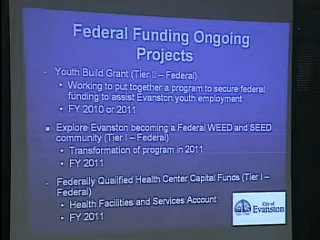 Federal Funding Ongoing
Projects
- Youth Build Grant (Tier II – Federal)
• Working to put together a program to secure federal
funding to assist Evanston youth employment
• FY 2010 or 2011
■ Explore Evanston becoming a Federal WEED and SEED
community (Tier I – Federal)
• Transformation of program in 2011
• FY 2011
- Federally Qualified Health Center Capital Funds (Tier I –
Federal)
• Health Facilities and Services Account
• FY 2011
City of
Evanston